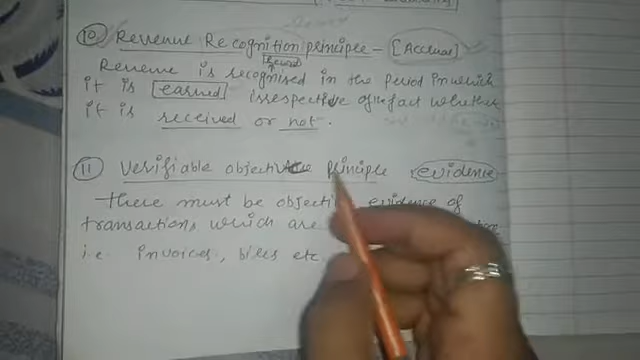 10 Revenue Recognition principle - [Accrual]
Record
Revenue is recognised in the period in which
it is [earned] irrespective of fact whether
it is received or not.
11 Verifiable objective principle (evidence)
There must be objective evidence of
transactions which are
i.e. invoices, bills etc.